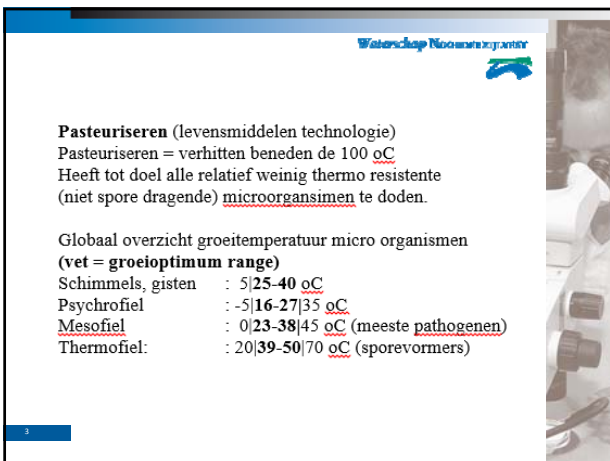 Waterschap Noorderzijlvest
Pasteuriseren (levensmiddelen technologie)
Pasteuriseren = verhitten beneden de 100 oC
Heeft tot doel alle relatief weinig thermo resistente
(niet spore dragende) microorgansimen te doden.
Globaal overzicht groeitemperatuur micro organismen
(vet = groeioptimum range)
Schimmels, gisten : 5|25-40 oC
Psychrofiel : -5|16-27|35 oC
Mesofiel : 0|23-38|45 oC (meeste pathogenen)
Thermofiel: : 20|39-50|70 oC (sporevormers)
3